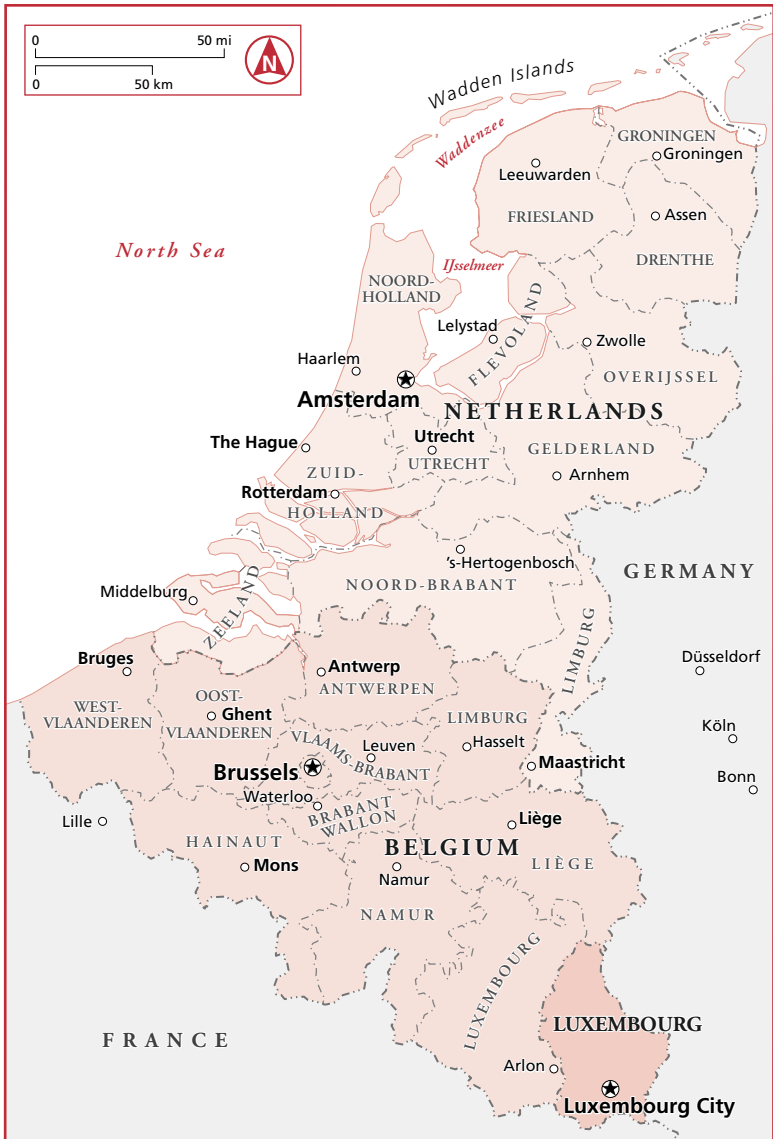 0 50 mi
0 50 km
N
Wadden Islands
Waddenzee
GRONINGEN
Groningen
Leeuwarden
FRIESLAND
Assen
DRENTHE
North Sea
IJsselmeer
NOORD-
HOLLAND
Lelystad
FLEVOLAND
Zwolle
Haarlem
OVERIJSSEL
Amsterdam
NETHERLANDS
The Hague
Utrecht
UTRECHT
GELDERLAND
Arnhem
ZUID-
HOLLAND
Rotterdam
's-Hertogenbosch
NOORD-BRABANT
GERMANY
Middelburg
ZEELAND
LIMBURG
Bruges
Antwerp
ANTWERPEN
Düsseldorf
WEST-
VLAANDEREN
OOST-
VLAANDEREN
Ghent
LIMBURG
Hasselt
Köln
VLAAMS-BRABANT
Leuven
Brussels
Maastricht
Bonn
Waterloo
BRABANT
WALLON
Lille
Liège
HAINAUT
BELGIUM
LIÈGE
Mons
Namur
NAMUR
LUXEMBOURG
FRANCE
LUXEMBOURG
Arlon
Luxembourg City